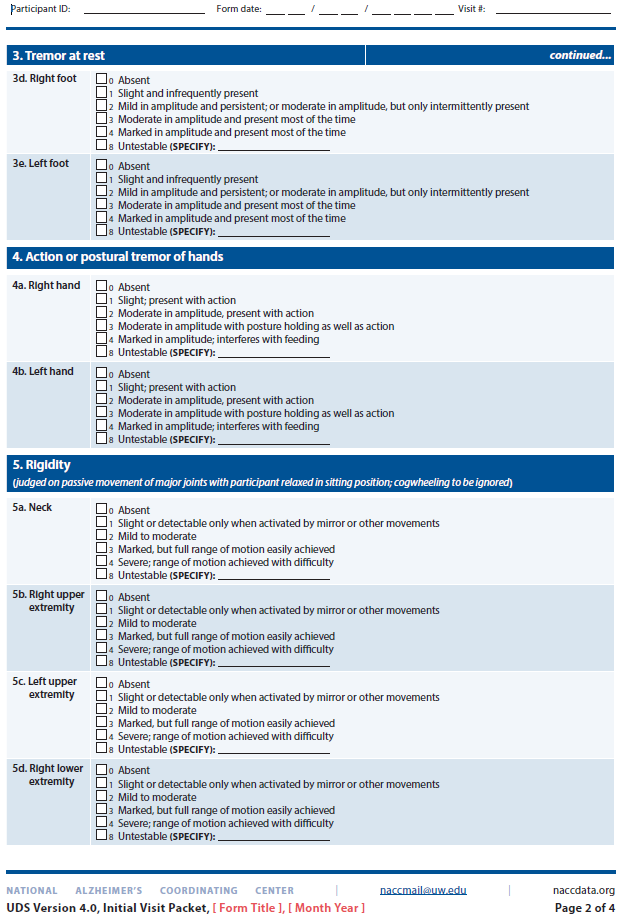 Participant ID: ____________ Form date: __ __ / __ __ / __ __ __ __ Visit #: ____________
3. Tremor at rest continued...
3d. Right foot
0 Absent
1 Slight and infrequently present
2 Mild in amplitude and persistent; or moderate in amplitude, but only intermittently present
3 Moderate in amplitude and present most of the time
4 Marked in amplitude and present most of the time
8 Untestable (SPECIFY): ____________
3e. Left foot
0 Absent
1 Slight and infrequently present
2 Mild in amplitude and persistent; or moderate in amplitude, but only intermittently present
3 Moderate in amplitude and present most of the time
4 Marked in amplitude and present most of the time
8 Untestable (SPECIFY): ____________
4. Action or postural tremor of hands
4a. Right hand
0 Absent
1 Slight; present with action
2 Moderate in amplitude, present with action
3 Moderate in amplitude with posture holding as well as action
4 Marked in amplitude; interferes with feeding
8 Untestable (SPECIFY): ____________
4b. Left hand
0 Absent
1 Slight; present with action
2 Moderate in amplitude, present with action
3 Moderate in amplitude with posture holding as well as action
4 Marked in amplitude; interferes with feeding
8 Untestable (SPECIFY): ____________
5. Rigidity
(judged on passive movement of major joints with participant relaxed in sitting position; cogwheeling to be ignored)
5a. Neck
0 Absent
1 Slight or detectable only when activated by mirror or other movements
2 Mild to moderate
3 Marked, but full range of motion easily achieved
4 Severe; range of motion achieved with difficulty
8 Untestable (SPECIFY): ____________
5b. Right upper
extremity
0 Absent
1 Slight or detectable only when activated by mirror or other movements
2 Mild to moderate
3 Marked, but full range of motion easily achieved
4 Severe; range of motion achieved with difficulty
8 Untestable (SPECIFY): ____________
5c. Left upper
extremity
0 Absent
1 Slight or detectable only when activated by mirror or other movements
2 Mild to moderate
3 Marked, but full range of motion easily achieved
4 Severe; range of motion achieved with difficulty
8 Untestable (SPECIFY): ____________
5d. Right lower
extremity
0 Absent
1 Slight or detectable only when activated by mirror or other movements
2 Mild to moderate
3 Marked, but full range of motion easily achieved
4 Severe; range of motion achieved with difficulty
8 Untestable (SPECIFY): ____________
NATIONAL ALZHEIMER'S COORDINATING CENTER | naccmail@uw.edu | naccdata.org
UDS Version 4.0, Initial Visit Packet, [ Form Title ], [ Month Year ] Page 2 of 4